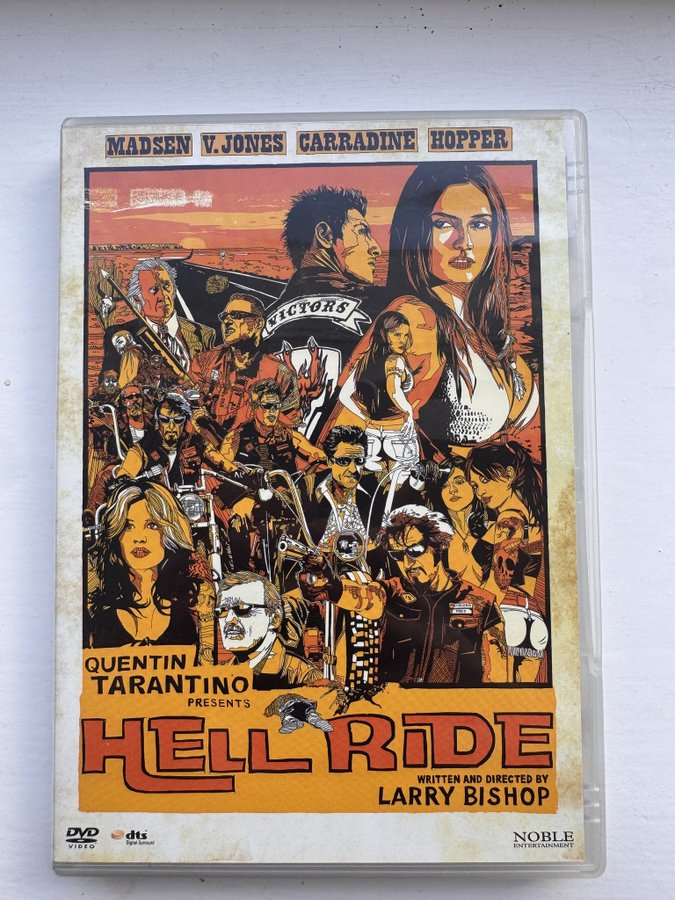 MADSEN V. JONES CARRADINE HOPPER
VICTORS
QUENTIN
TARANTINO
PRESENTS
HELL RIDE
WRITTEN AND DIRECTED BY
LARRY BISHOP
DVD
VIDEO
dts
Digital Surround
NOBLE
ENTERTAINMENT